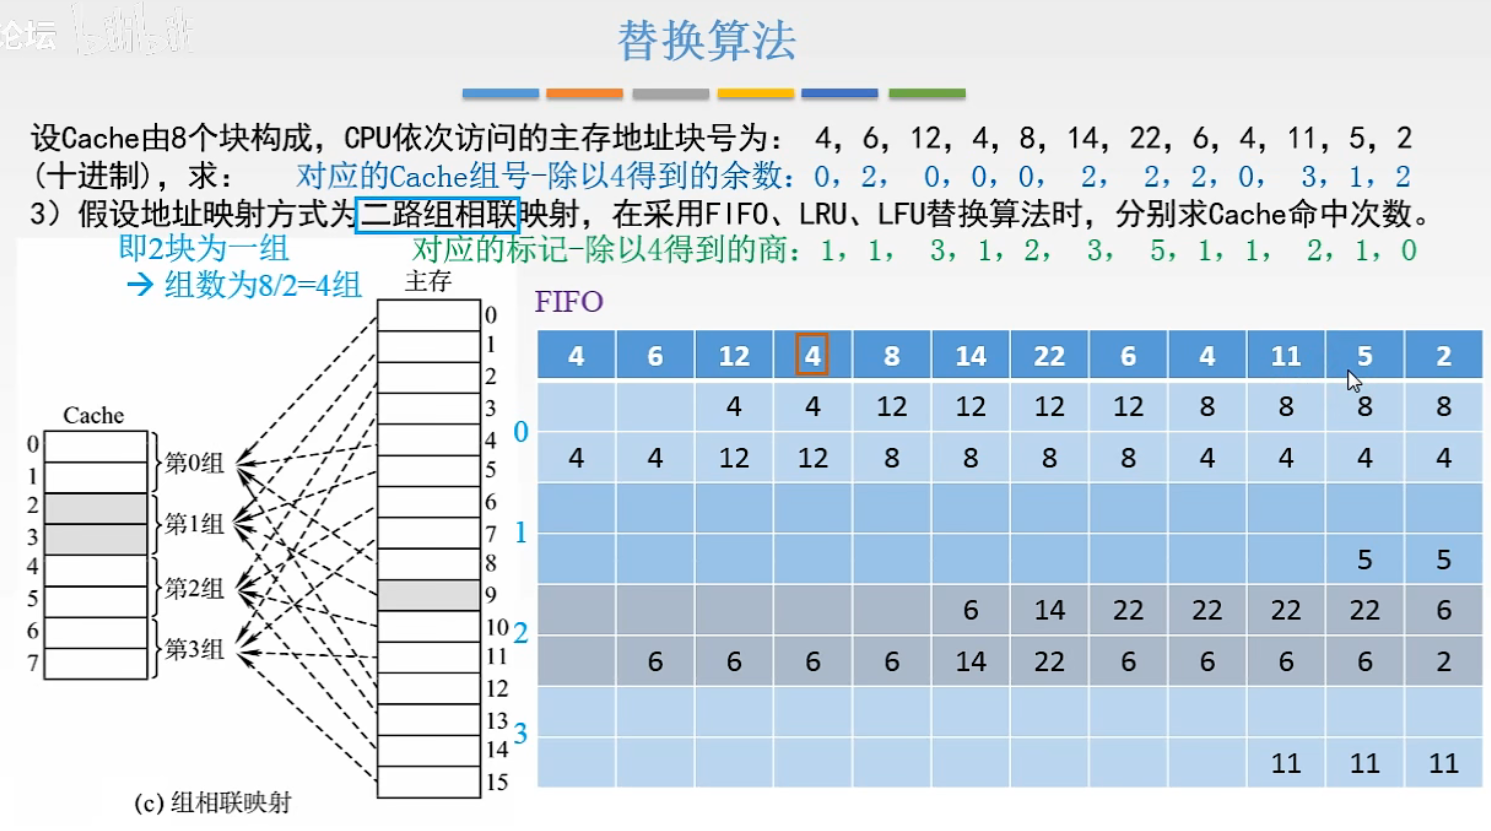 论坛 bilibili
替换算法
设Cache由8个块构成，CPU依次访问的主存地址块号为： 4，6，12，4，8，14，22，6，4，11，5，2
(十进制)，求： 对应的Cache组号-除以4得到的余数：0，2， 0，0，0， 2， 2，2，0， 3，1，2
3）假设地址映射方式为二路组相联映射，在采用FIFO、LRU、LFU替换算法时，分别求Cache命中次数。
即2块为一组 对应的标记-除以4得到的商：1，1， 3，1，2， 3， 5，1，1， 2，1，0
→ 组数为8/2=4组
主存
0
1
2
3
4
5
6
7
8
9
10
11
12
13
14
15
Cache
0
1
2
3
4
5
6
7
第0组
第1组
第2组
第3组
(c) 组相联映射
FIFO
4 6 12 4 8 14 22 6 4 11 5 2
0
4 4 12 12 12 12 8 8 8 8
4 4 12 12 8 8 8 8 4 4 4 4
1
5 5
2
6 14 22 22 22 22 6
6 6 6 6 14 22 6 6 6 6 2
3
11 11 11